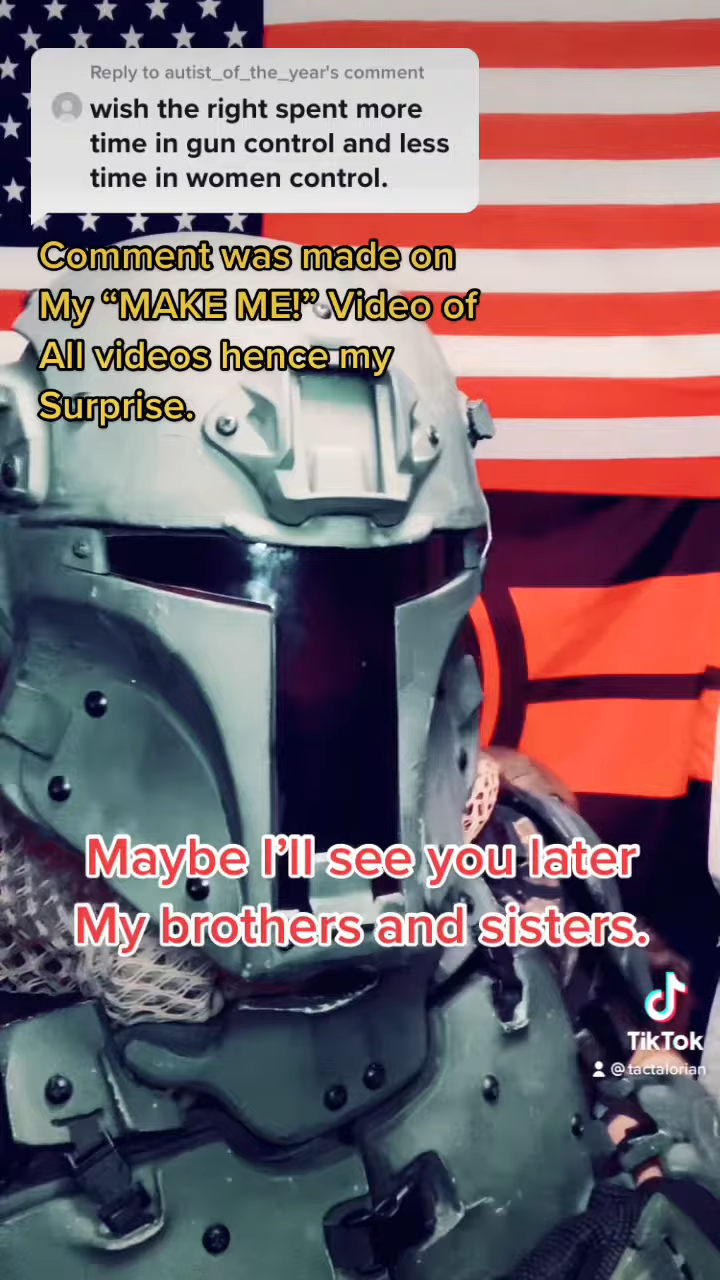 Reply to autist_of_the_year's comment
wish the right spent more
time in gun control and less
time in women control.
Comment was made on
My “MAKE ME!” Video of
All videos hence my
Surprise.
Maybe I’ll see you later
My brothers and sisters.
TikTok
@tactalorian